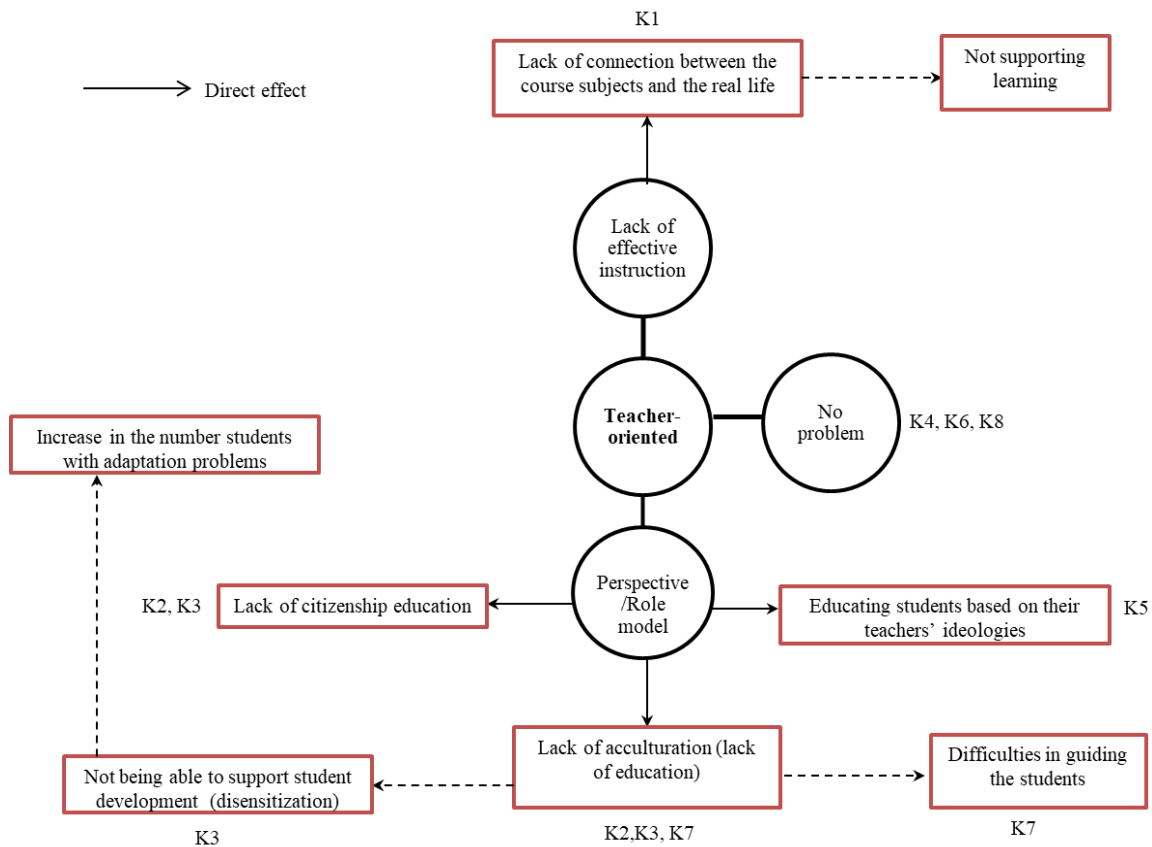 K1
Lack of connection between the
course subjects and the real life
Not supporting
learning
Direct effect
Lack of
effective
instruction
Teacher-
oriented
No
problem
K4, K6, K8
Increase in the number students
with adaptation problems
K2, K3
Lack of citizenship education
Perspective
/Role
model
Educating students based on their
teachers’ ideologies
K5
Not being able to support student
development (disensitization)
K3
Lack of acculturation (lack
of education)
K2,K3, K7
Difficulties in guiding
the students
K7